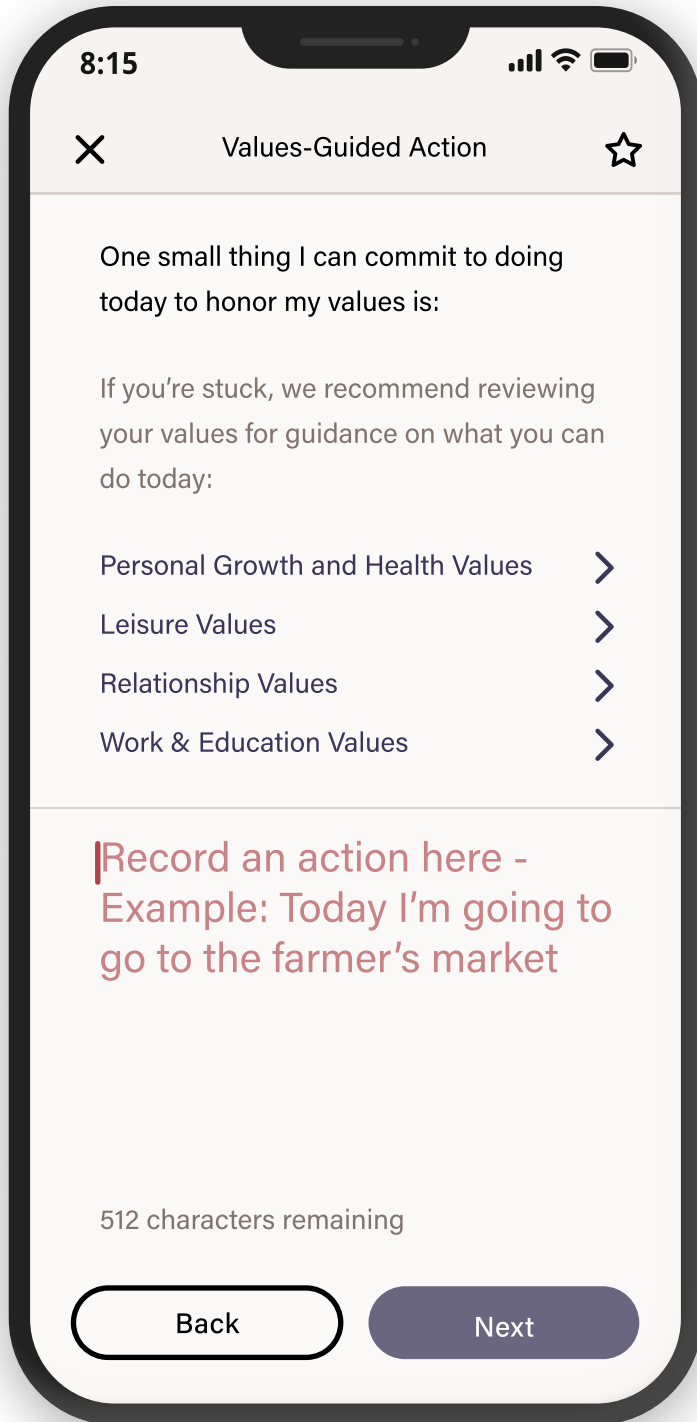 8:15
Values-Guided Action
One small thing I can commit to doing
today to honor my values is:
If you’re stuck, we recommend reviewing
your values for guidance on what you can
do today:
Personal Growth and Health Values
Leisure Values
Relationship Values
Work & Education Values
Record an action here -
Example: Today I’m going to
go to the farmer’s market
512 characters remaining
Back
Next